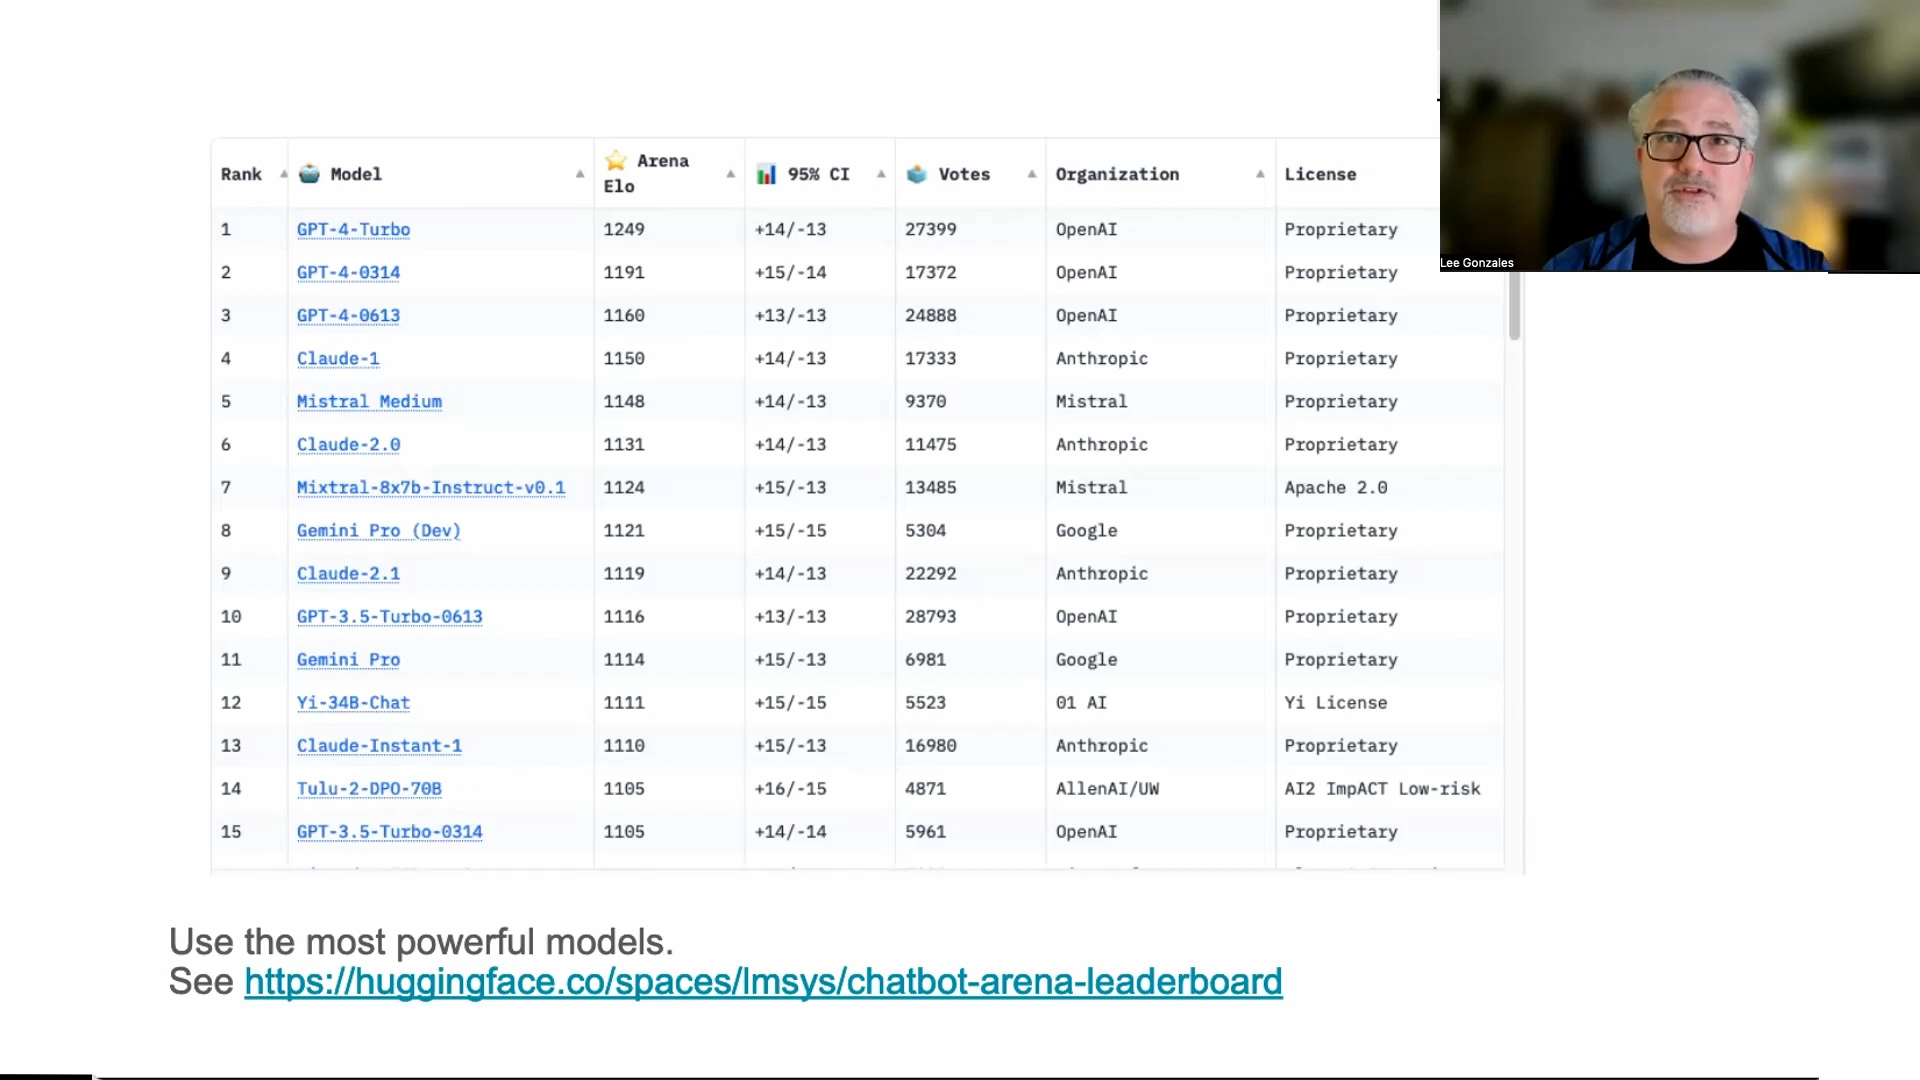 Rank Model Arena Elo 95% CI Votes Organization License
1 GPT-4-Turbo 1249 +14/-13 27399 OpenAI Proprietary
2 GPT-4-0314 1191 +15/-14 17372 OpenAI Proprietary
3 GPT-4-0613 1160 +13/-13 24888 OpenAI Proprietary
4 Claude-1 1150 +14/-13 17333 Anthropic Proprietary
5 Mistral Medium 1148 +14/-13 9370 Mistral Proprietary
6 Claude-2.0 1131 +14/-13 11475 Anthropic Proprietary
7 Mixtral-8x7b-Instruct-v0.1 1124 +15/-13 13485 Mistral Apache 2.0
8 Gemini Pro (Dev) 1121 +15/-15 5304 Google Proprietary
9 Claude-2.1 1119 +14/-13 22292 Anthropic Proprietary
10 GPT-3.5-Turbo-0613 1116 +13/-13 28793 OpenAI Proprietary
11 Gemini Pro 1114 +15/-13 6981 Google Proprietary
12 Yi-34B-Chat 1111 +15/-15 5523 01 AI Yi License
13 Claude-Instant-1 1110 +15/-13 16980 Anthropic Proprietary
14 Tulu-2-DPO-70B 1105 +16/-15 4871 AllenAI/UW AI2 ImpACT Low-risk
15 GPT-3.5-Turbo-0314 1105 +14/-14 5961 OpenAI Proprietary
Lee Gonzales
Use the most powerful models.
See https://huggingface.co/spaces/lmsys/chatbot-arena-leaderboard